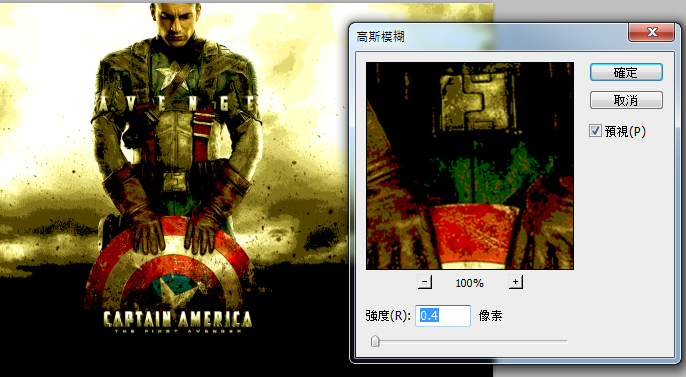 AVENGE
CAPTAIN AMERICA
THE FIRST AVENGER
高斯模糊
確定
取消
預視(P)
100%
強度(R): 0.4 像素